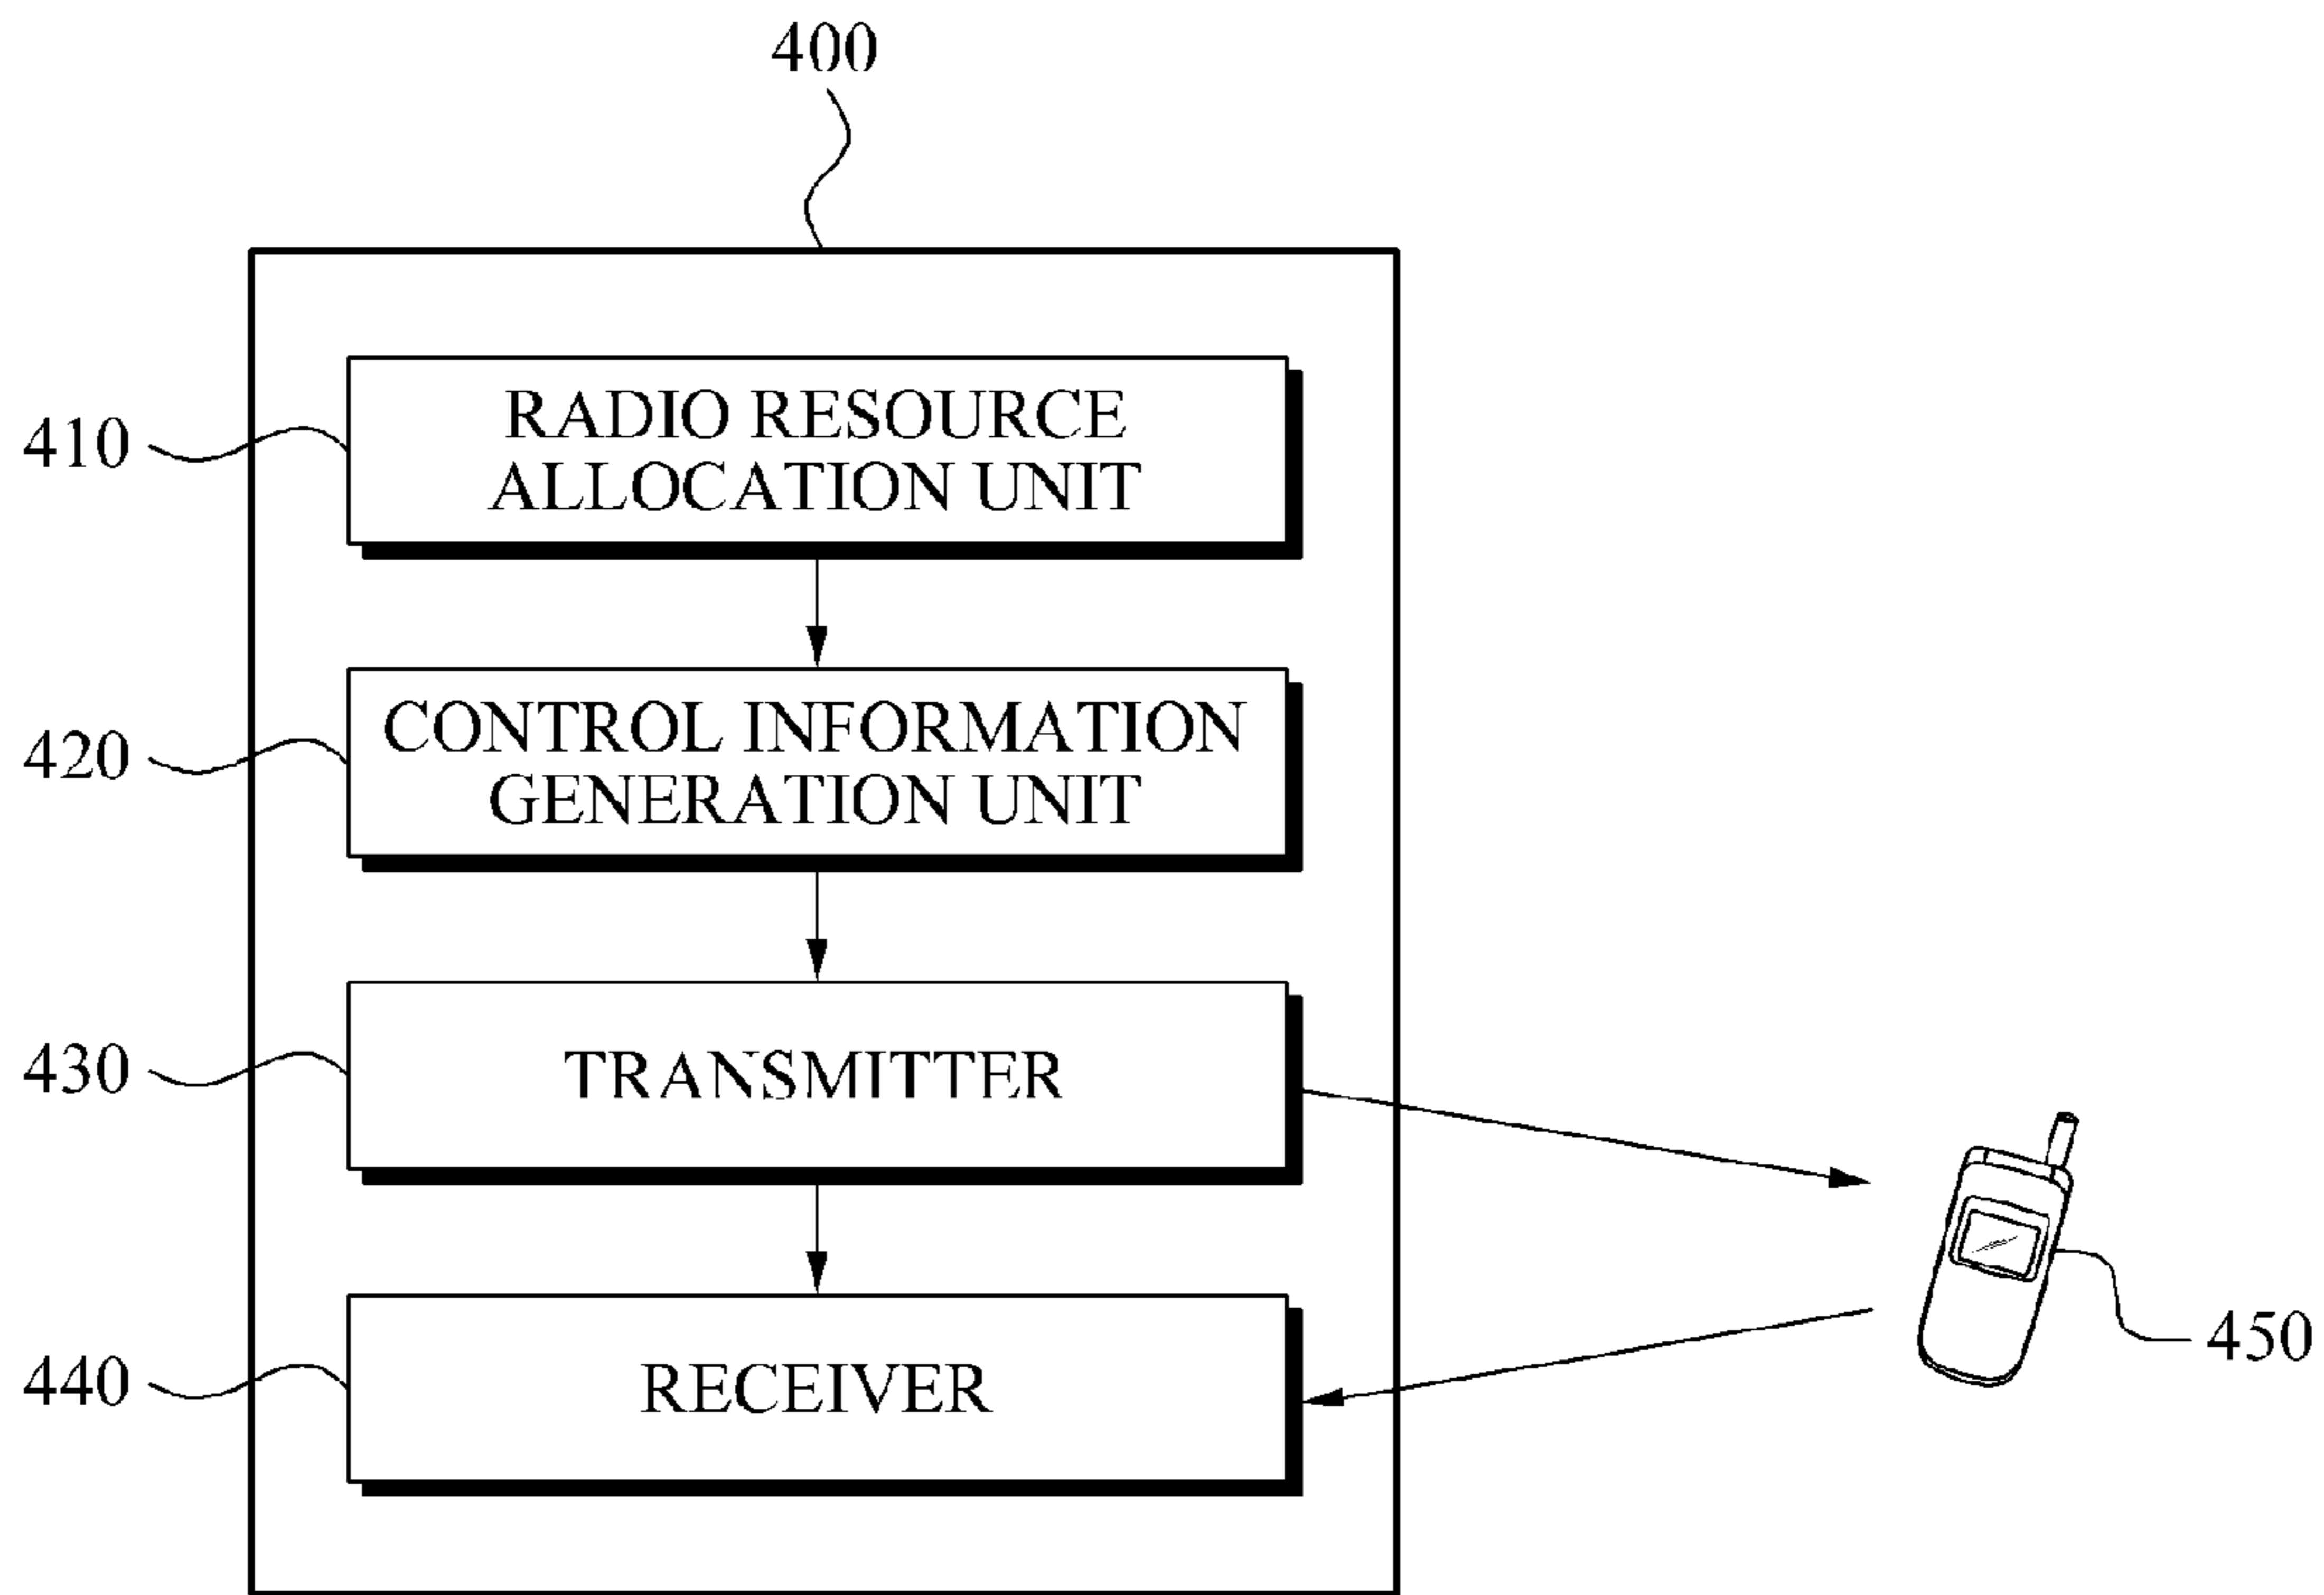 400
410
RADIO RESOURCE
ALLOCATION UNIT
420
CONTROL INFORMATION
GENERATION UNIT
430
TRANSMITTER
440
RECEIVER
450